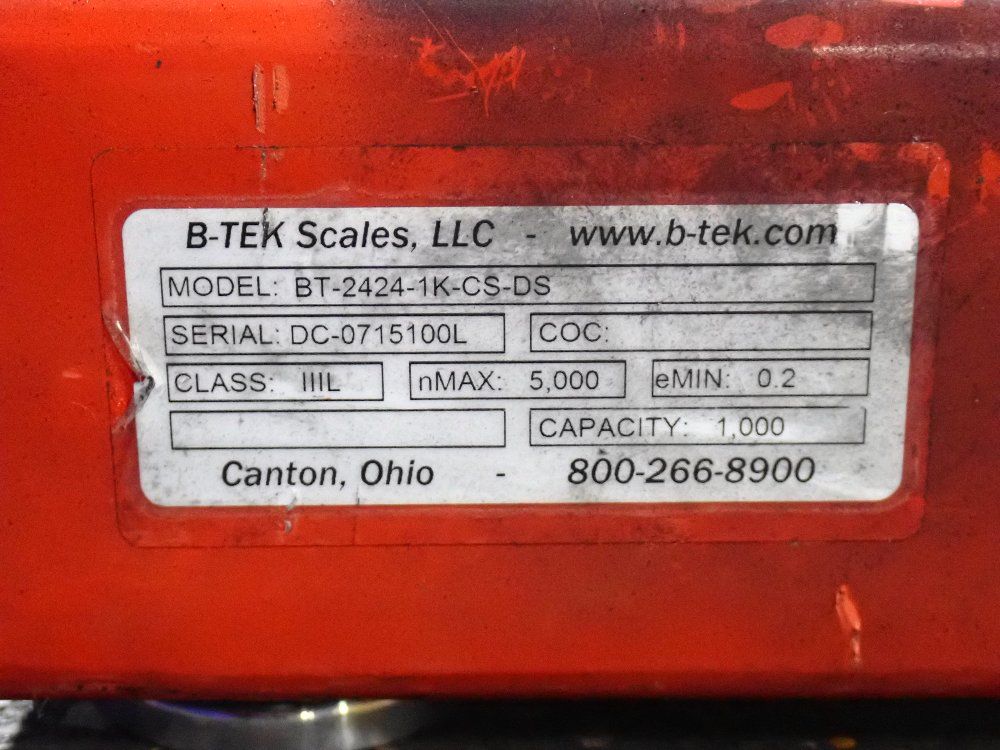 B-TEK Scales, LLC - www.b-tek.com
MODEL: BT-2424-1K-CS-DS
SERIAL: DC-0715100L COC:
CLASS: IIIL nMAX: 5,000 eMIN: 0.2
CAPACITY: 1,000
Canton, Ohio - 800-266-8900